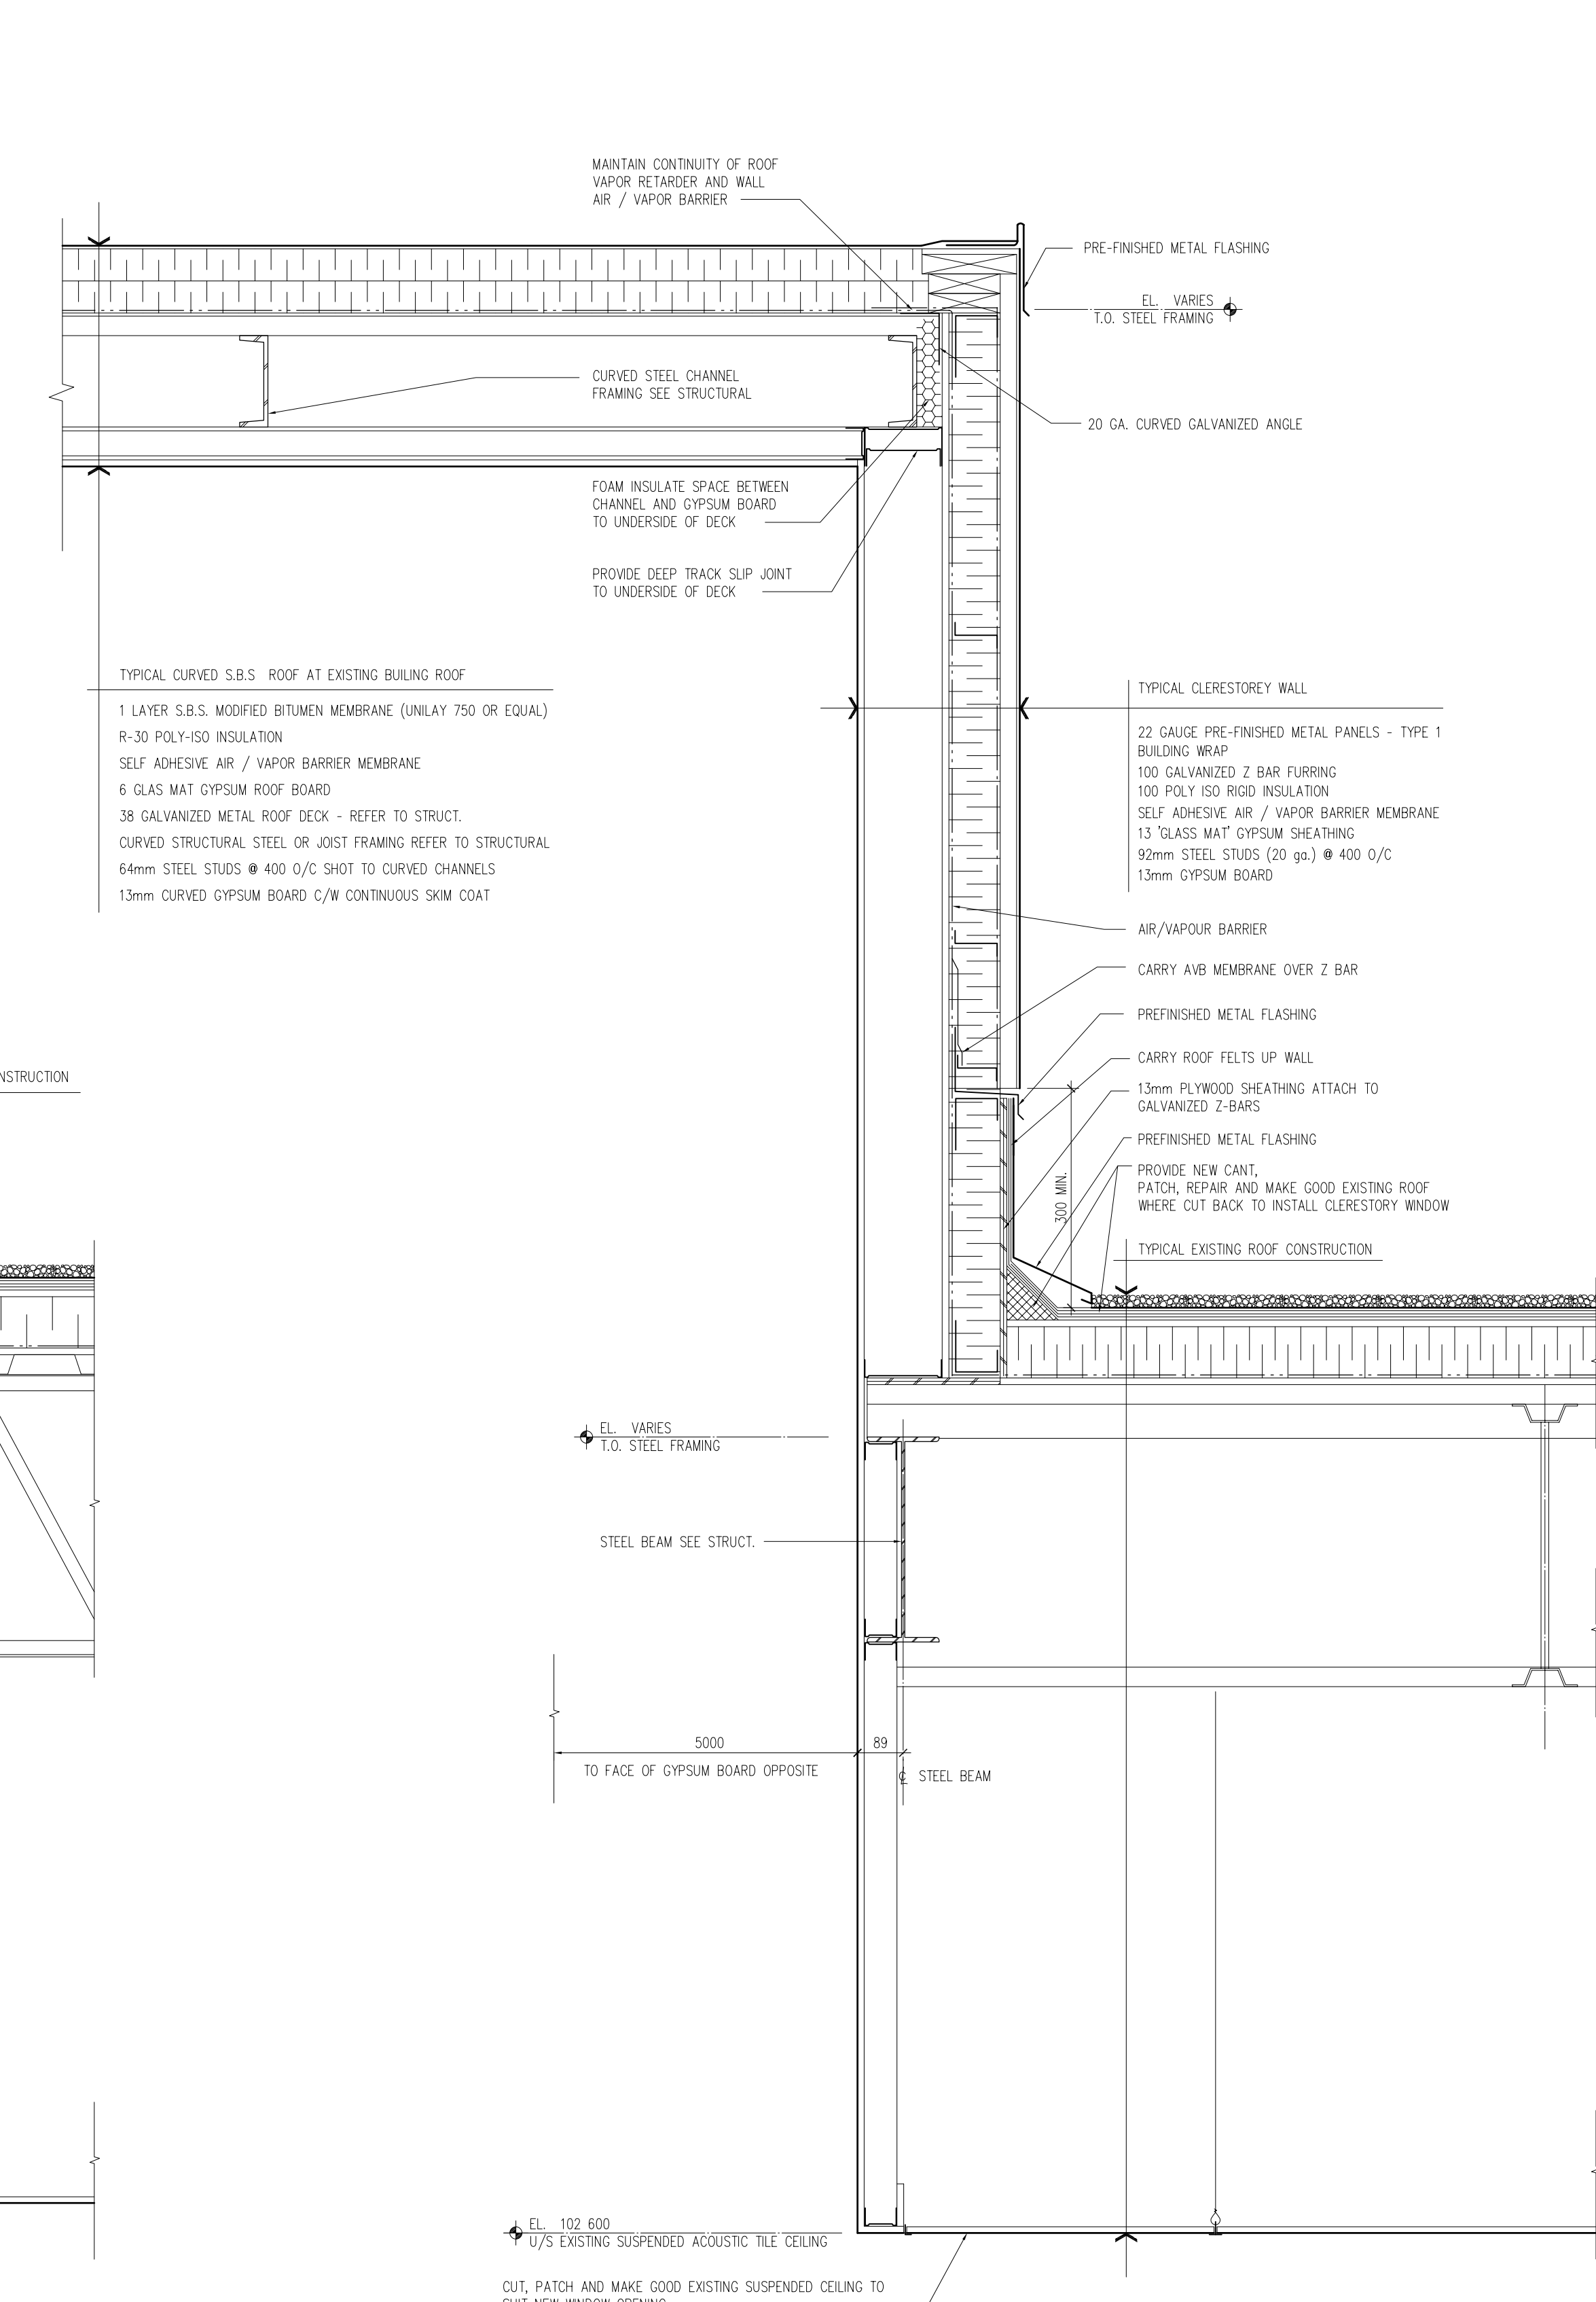 MAINTAIN CONTINUITY OF ROOF
VAPOR RETARDER AND WALL
AIR / VAPOR BARRIER
PRE-FINISHED METAL FLASHING
EL. VARIES
T.O. STEEL FRAMING
CURVED STEEL CHANNEL
FRAMING SEE STRUCTURAL
20 GA. CURVED GALVANIZED ANGLE
FOAM INSULATE SPACE BETWEEN
CHANNEL AND GYPSUM BOARD
TO UNDERSIDE OF DECK
PROVIDE DEEP TRACK SLIP JOINT
TO UNDERSIDE OF DECK
TYPICAL CURVED S.B.S ROOF AT EXISTING BUILING ROOF
1 LAYER S.B.S. MODIFIED BITUMEN MEMBRANE (UNILAY 750 OR EQUAL)
R-30 POLY-ISO INSULATION
SELF ADHESIVE AIR / VAPOR BARRIER MEMBRANE
6 GLAS MAT GYPSUM ROOF BOARD
38 GALVANIZED METAL ROOF DECK - REFER TO STRUCT.
CURVED STRUCTURAL STEEL OR JOIST FRAMING REFER TO STRUCTURAL
64mm STEEL STUDS @ 400 O/C SHOT TO CURVED CHANNELS
13mm CURVED GYPSUM BOARD C/W CONTINUOUS SKIM COAT
TYPICAL CLERESTOREY WALL
22 GAUGE PRE-FINISHED METAL PANELS - TYPE 1
BUILDING WRAP
100 GALVANIZED Z BAR FURRING
100 POLY ISO RIGID INSULATION
SELF ADHESIVE AIR / VAPOR BARRIER MEMBRANE
13 'GLASS MAT' GYPSUM SHEATHING
92mm STEEL STUDS (20 ga.) @ 400 O/C
13mm GYPSUM BOARD
AIR/VAPOUR BARRIER
CARRY AVB MEMBRANE OVER Z BAR
PREFINISHED METAL FLASHING
CARRY ROOF FELTS UP WALL
13mm PLYWOOD SHEATHING ATTACH TO
GALVANIZED Z-BARS
PREFINISHED METAL FLASHING
PROVIDE NEW CANT,
PATCH, REPAIR AND MAKE GOOD EXISTING ROOF
WHERE CUT BACK TO INSTALL CLERESTORY WINDOW
300 MIN.
TYPICAL EXISTING ROOF CONSTRUCTION
NSTRUCTION
EL. VARIES
T.O. STEEL FRAMING
STEEL BEAM SEE STRUCT.
5000
89
TO FACE OF GYPSUM BOARD OPPOSITE
℄ STEEL BEAM
EL. 102 600
U/S EXISTING SUSPENDED ACOUSTIC TILE CEILING
CUT, PATCH AND MAKE GOOD EXISTING SUSPENDED CEILING TO
SUIT NEW WINDOW OPENING